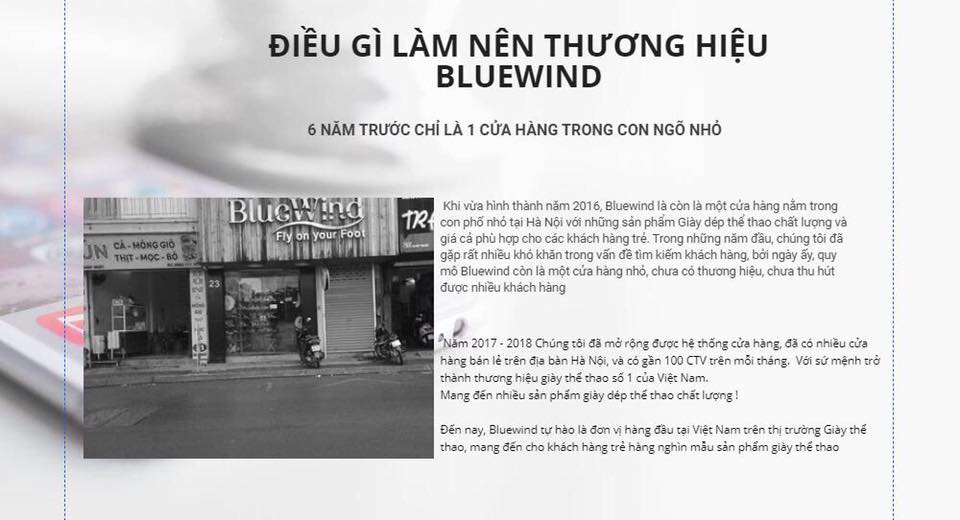 ĐIỀU GÌ LÀM NÊN THƯƠNG HIỆU
BLUEWIND
6 NĂM TRƯỚC CHỈ LÀ 1 CỬA HÀNG TRONG CON NGÕ NHỎ
BlueWind
Fly on your Foot
CẢ - MÓNG GIÒ
THỊT - MỌC - BÒ
23
Khi vừa hình thành năm 2016, Bluewind là còn là một cửa hàng nằm trong
con phố nhỏ tại Hà Nội với những sản phẩm Giày dép thể thao chất lượng và
giá cả phù hợp cho các khách hàng trẻ. Trong những năm đầu, chúng tôi đã
gặp rất nhiều khó khăn trong vấn đề tìm kiếm khách hàng, bởi ngày ấy, quy
mô Bluewind còn là một cửa hàng nhỏ, chưa có thương hiệu, chưa thu hút
được nhiều khách hàng
Năm 2017 - 2018 Chúng tôi đã mở rộng được hệ thống cửa hàng, đã có nhiều cửa
hàng bán lẻ trên địa bàn Hà Nội, và có gần 100 CTV trên mỗi tháng. Với sứ mệnh trở
thành thương hiệu giày thể thao số 1 của Việt Nam.
Mang đến nhiều sản phẩm giày dép thể thao chất lượng !
Đến nay, Bluewind tự hào là đơn vị hàng đầu tại Việt Nam trên thị trường Giày thể
thao, mang đến cho khách hàng trẻ hàng nghìn mẫu sản phẩm giày thể thao